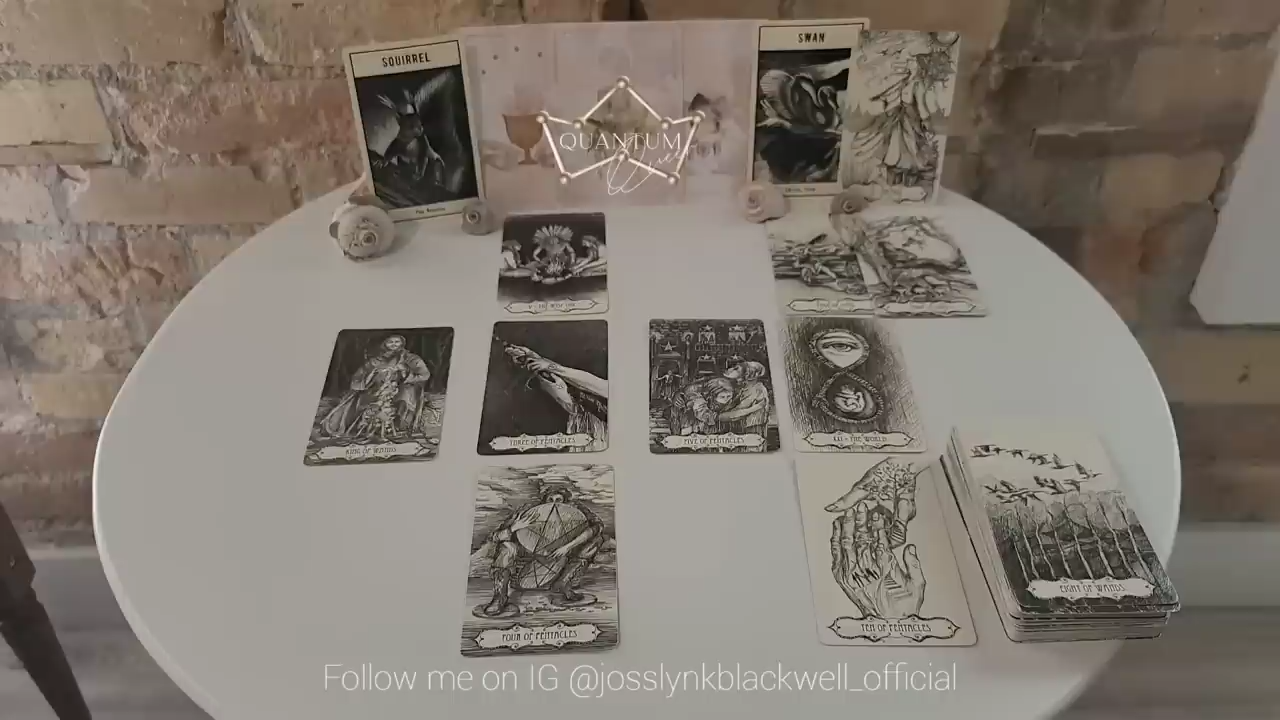 SQUIRREL
SWAN
QUANTUM
KING OF WANDS
THREE OF PENTACLES
FIVE OF PENTACLES
XXI - THE WORLD
FOUR OF PENTACLES
TEN OF PENTACLES
EIGHT OF WANDS
Follow me on IG @josslynkblackwell_official